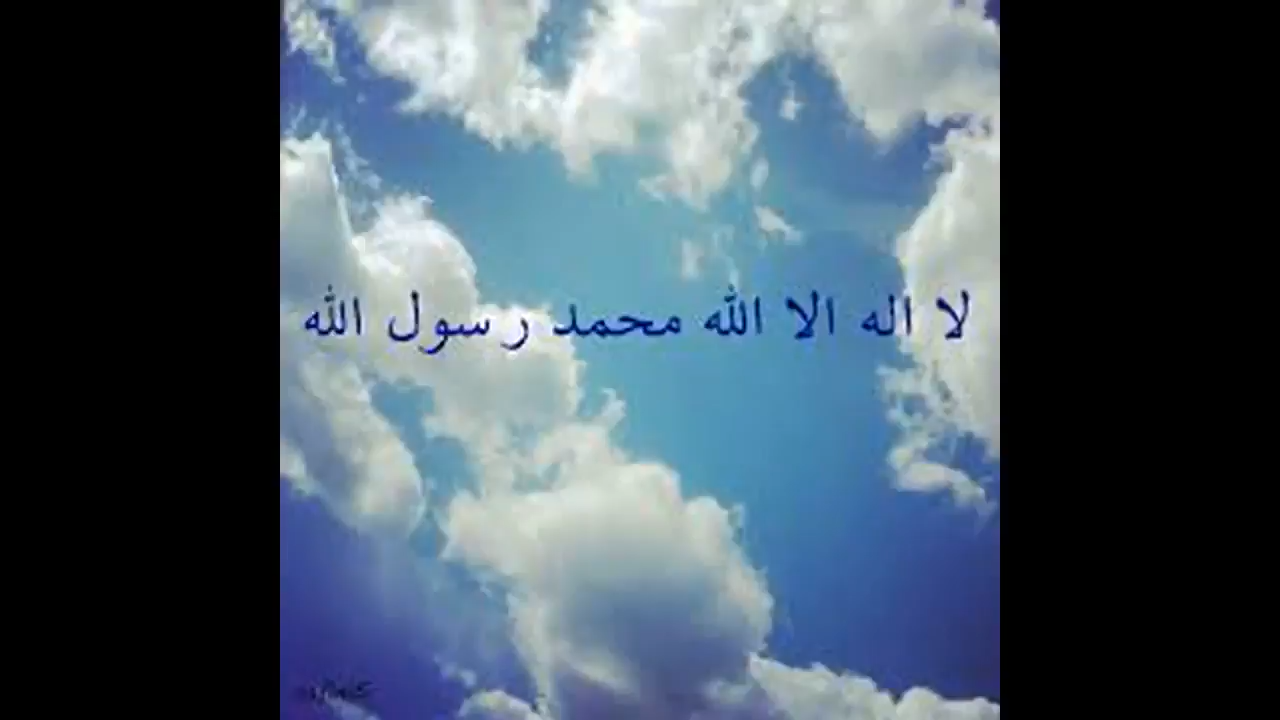 لا اله الا الله محمد رسول الله